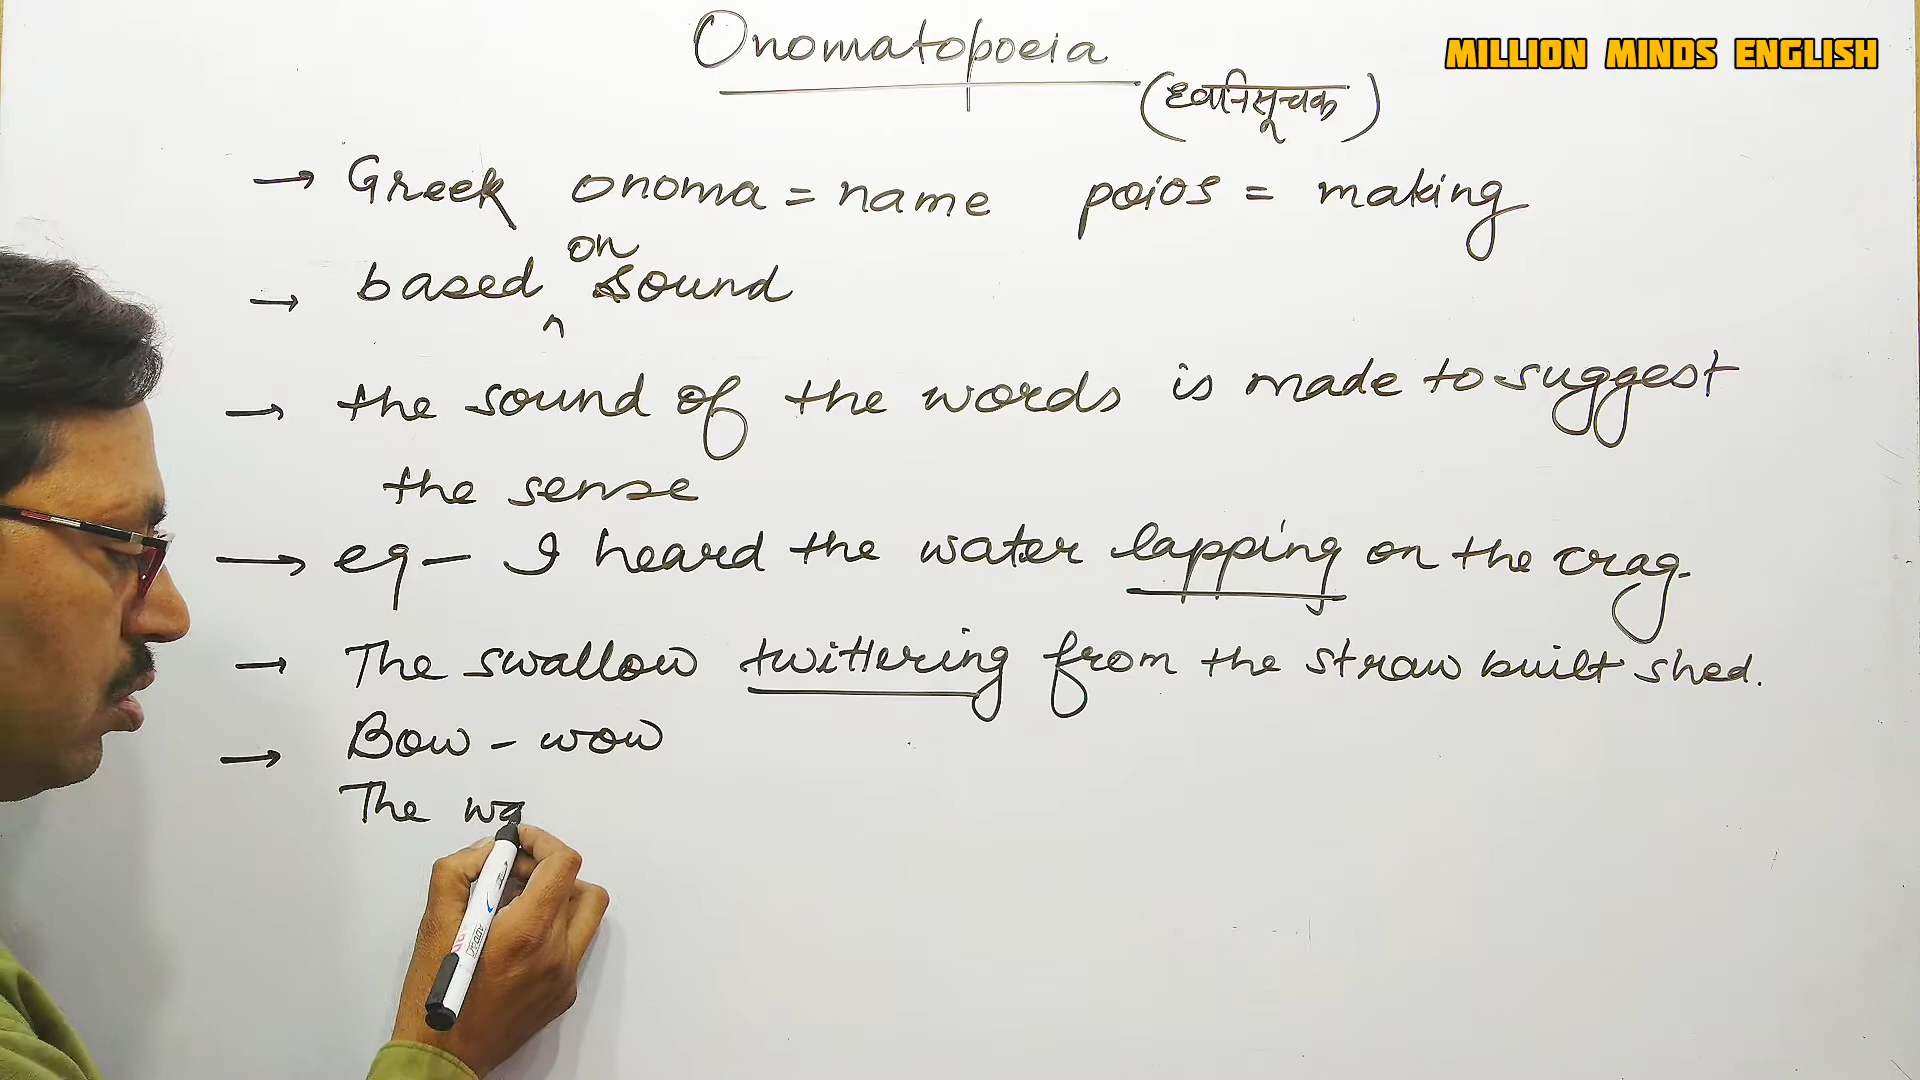 Onomatopoeia
MILLION MINDS ENGLISH
(ध्वनिसूचक)
→ Greek onoma = name poios = making
→ based ^ on sound
→ the sound of the words is made to suggest
the sense
→ eg - I heard the water lapping on the crag.
→ The swallow twittering from the straw built shed.
→ Bow - wow
The wa